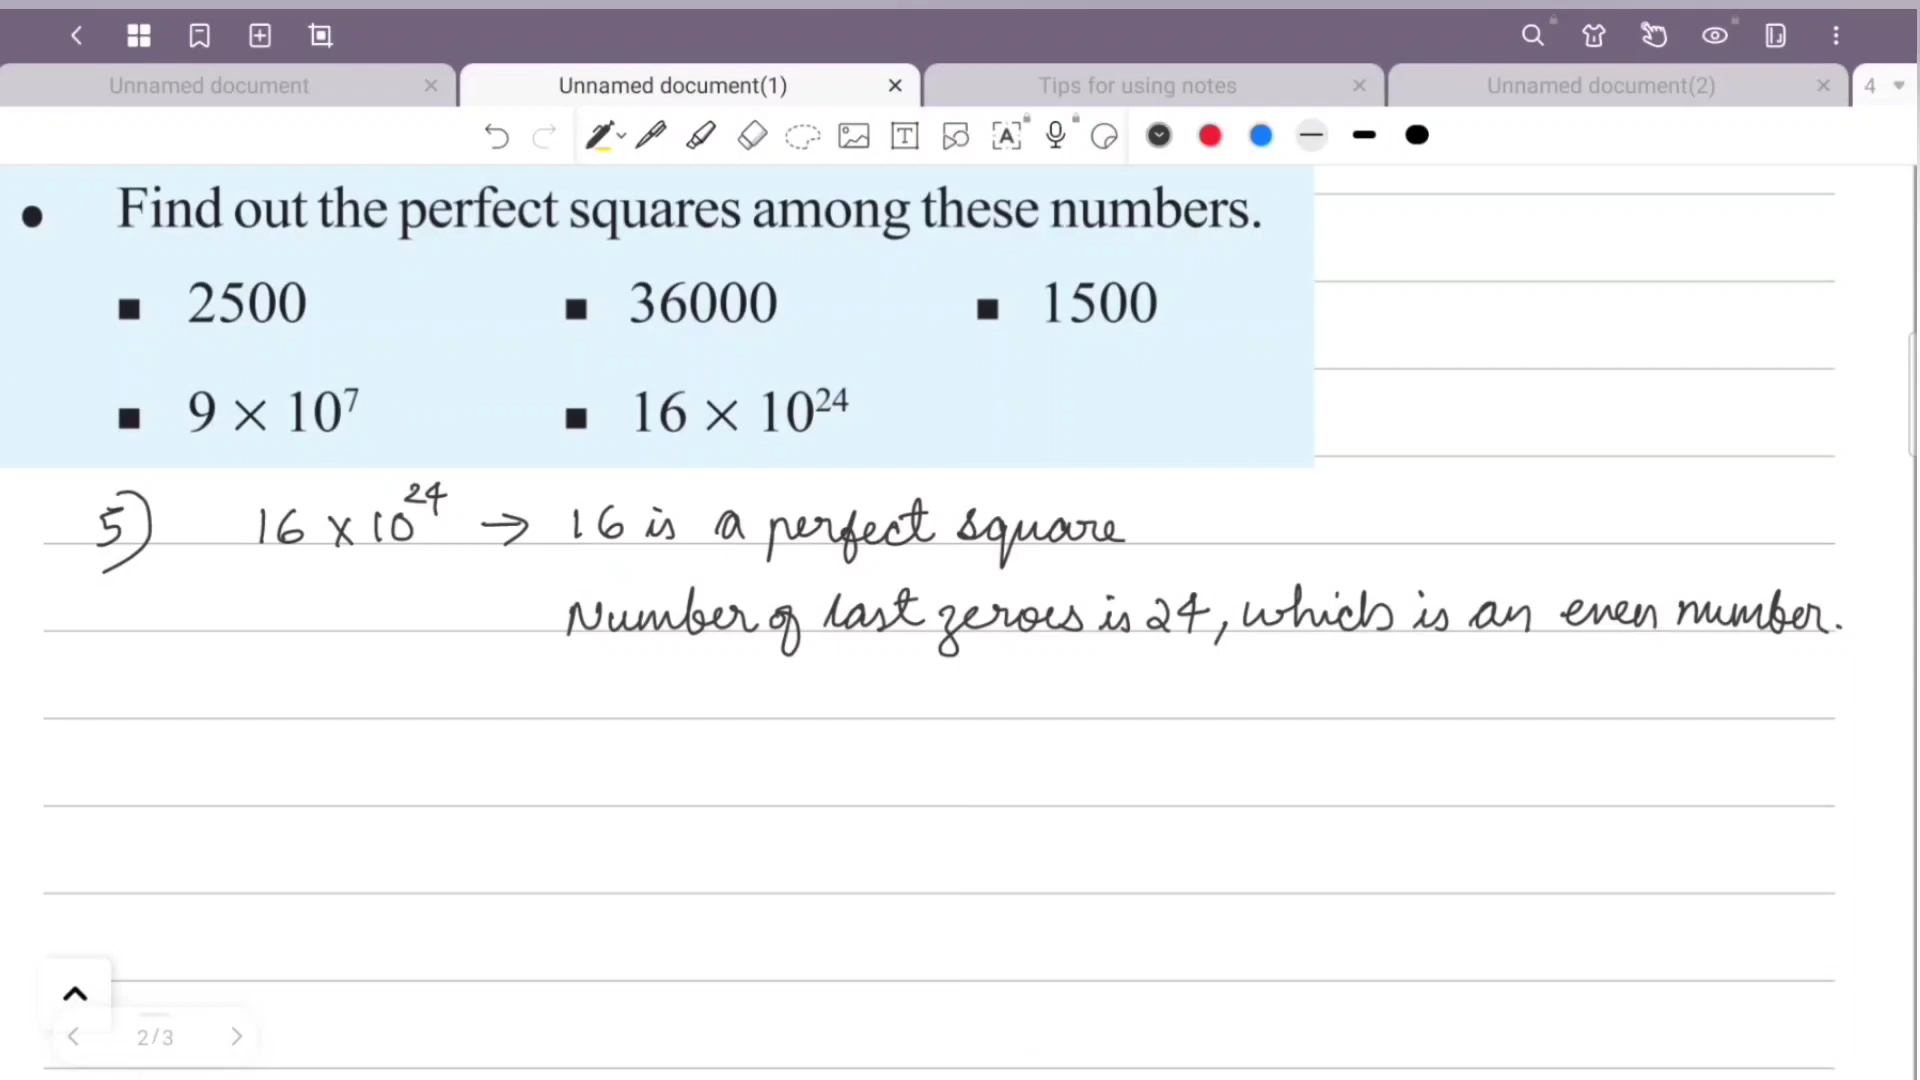 Unnamed document Unnamed document(1) Tips for using notes Unnamed document(2) 4
• Find out the perfect squares among these numbers.
▪ 2500 ▪ 36000 ▪ 1500
▪ 9 × 10⁷ ▪ 16 × 10²⁴
5) 16 × 10²⁴ → 16 is a perfect square
Number of last zeroes is 24, which is an even number.
2/3